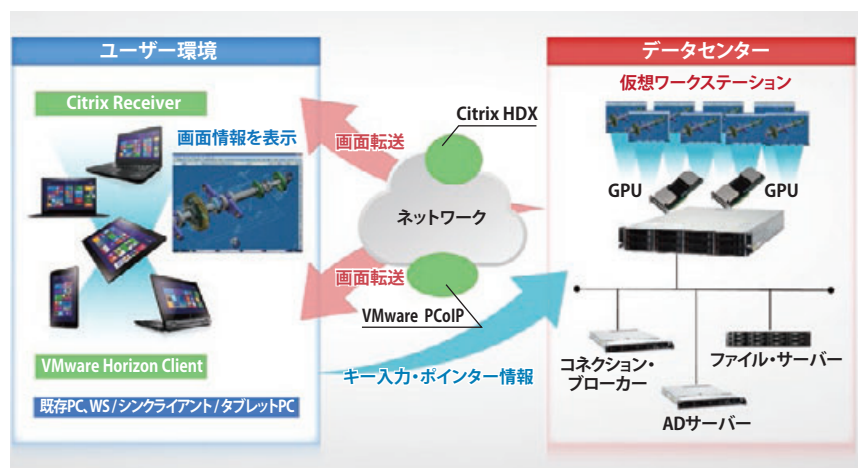 ユーザー環境
Citrix Receiver
画面情報を表示
VMware Horizon Client
既存PC、WS / シンクライアント / タブレットPC
画面転送
Citrix HDX
ネットワーク
画面転送
VMware PCoIP
キー入力・ポインター情報
データセンター
仮想ワークステーション
GPU
GPU
コネクション・
ブローカー
ファイル・サーバー
ADサーバー